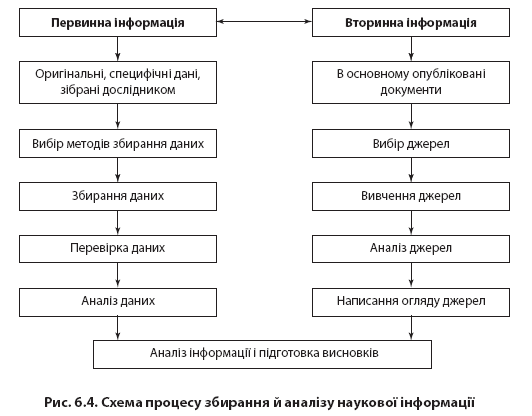 Первинна інформація
Вторинна інформація
Оригінальні, специфічні дані,
зібрані дослідником
В основному опубліковані
документи
Вибір методів збирання даних
Вибір джерел
Збирання даних
Вивчення джерел
Перевірка даних
Аналіз джерел
Аналіз даних
Написання огляду джерел
Аналіз інформації і підготовка висновків
Рис. 6.4. Схема процесу збирання й аналізу наукової інформації